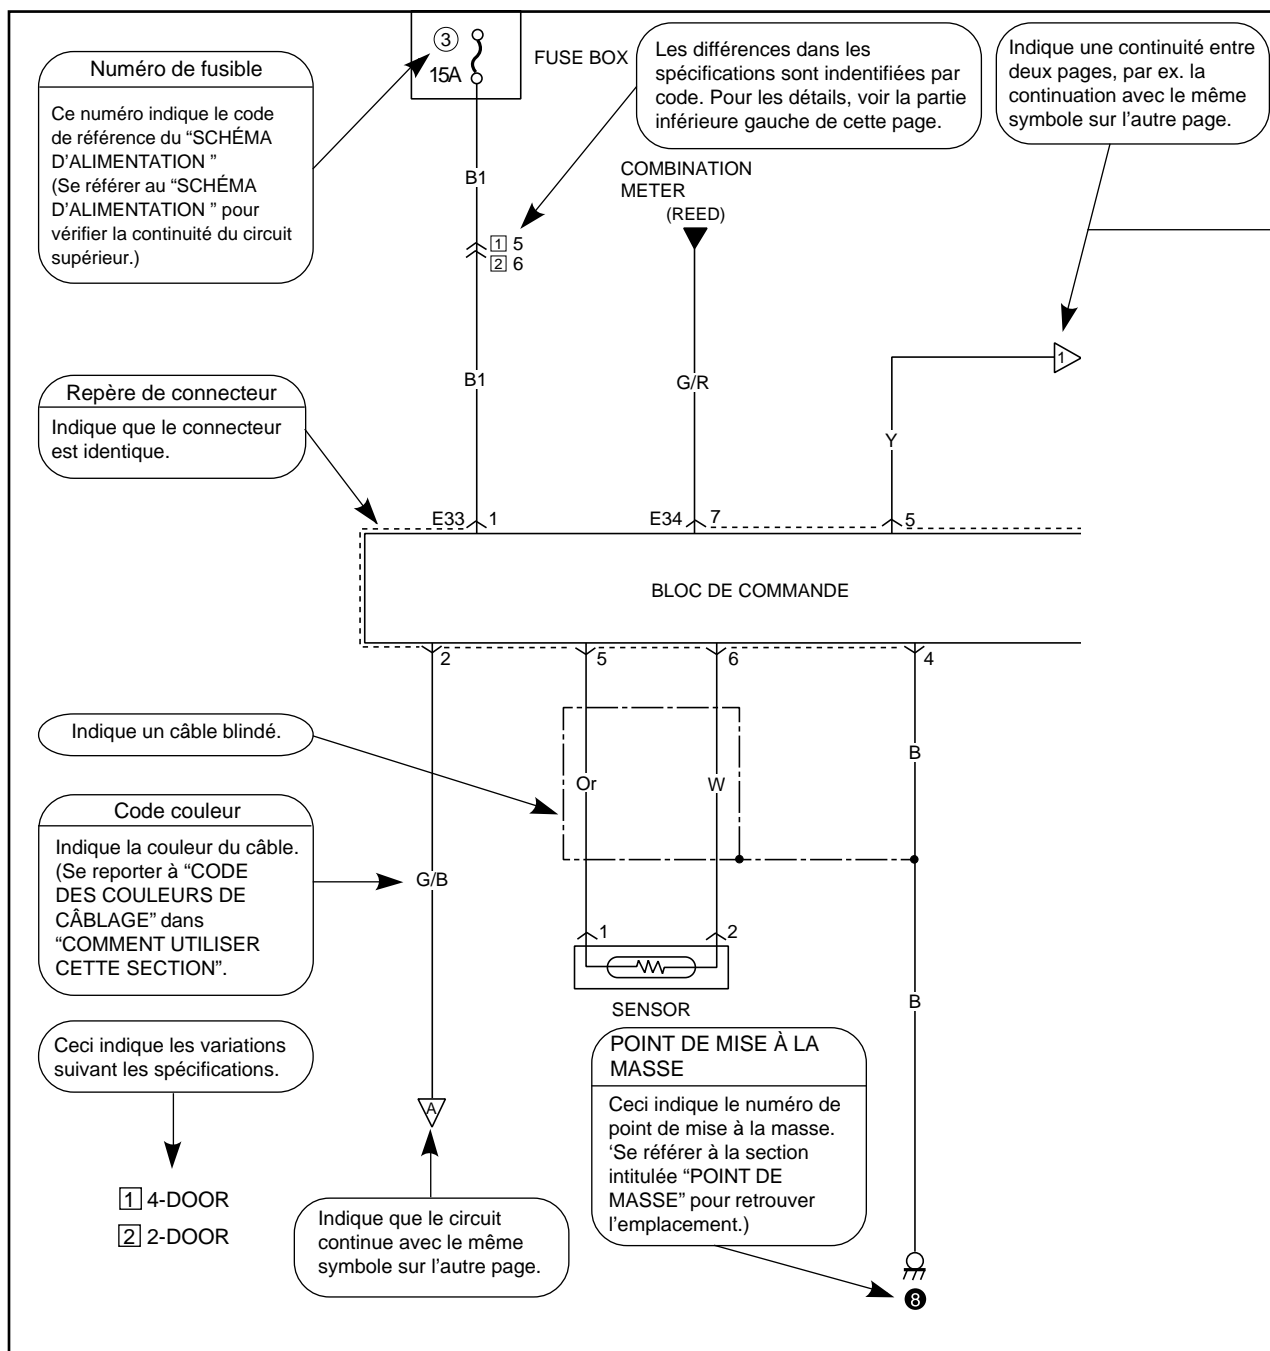 3
15A
FUSE BOX
Numéro de fusible
Ce numéro indique le code
de référence du “SCHÉMA
D’ALIMENTATION ”
(Se référer au “SCHÉMA
D’ALIMENTATION ” pour
vérifier la continuité du circuit
supérieur.)
Les différences dans les
spécifications sont indentifiées par
code. Pour les détails, voir la partie
inférieure gauche de cette page.
Indique une continuité entre
deux pages, par ex. la
continuation avec le même
symbole sur l’autre page.
COMBINATION
METER
(REED)
B1
1 5
2 6
1
B1
G/R
Y
Repère de connecteur
Indique que le connecteur
est identique.
E33 1
E34 7
5
BLOC DE COMMANDE
2
5
6
4
Indique un câble blindé.
B
Or
W
Code couleur
Indique la couleur du câble.
(Se reporter à “CODE
DES COULEURS DE
CÂBLAGE” dans
“COMMENT UTILISER
CETTE SECTION”.
G/B
1
2
SENSOR
B
Ceci indique les variations
suivant les spécifications.
POINT DE MISE À LA
MASSE
Ceci indique le numéro de
point de mise à la masse.
‘Se référer à la section
intitulée “POINT DE
MASSE” pour retrouver
l’emplacement.)
A
1 4-DOOR
2 2-DOOR
Indique que le circuit
continue avec le même
symbole sur l’autre page.
8